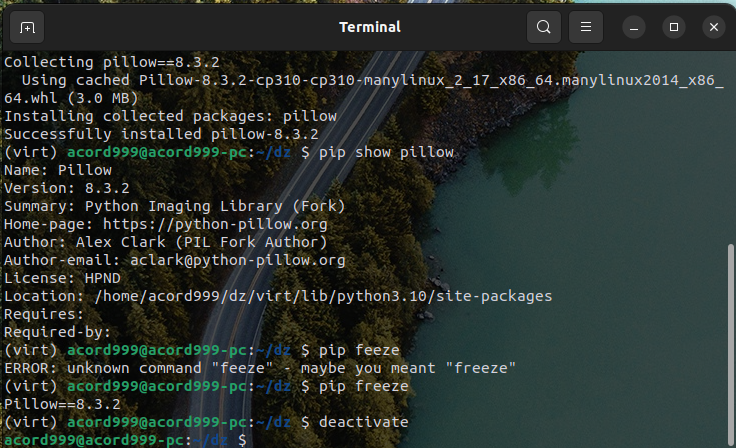 Terminal
Collecting pillow==8.3.2
  Using cached Pillow-8.3.2-cp310-cp310-manylinux_2_17_x86_64.manylinux2014_x86_
64.whl (3.0 MB)
Installing collected packages: pillow
Successfully installed pillow-8.3.2
(virt) acord999@acord999-pc:~/dz $ pip show pillow
Name: Pillow
Version: 8.3.2
Summary: Python Imaging Library (Fork)
Home-page: https://python-pillow.org
Author: Alex Clark (PIL Fork Author)
Author-email: aclark@python-pillow.org
License: HPND
Location: /home/acord999/dz/virt/lib/python3.10/site-packages
Requires:
Required-by:
(virt) acord999@acord999-pc:~/dz $ pip feeze
ERROR: unknown command "feeze" - maybe you meant "freeze"
(virt) acord999@acord999-pc:~/dz $ pip freeze
Pillow==8.3.2
(virt) acord999@acord999-pc:~/dz $ deactivate
acord999@acord999-pc:~/dz $